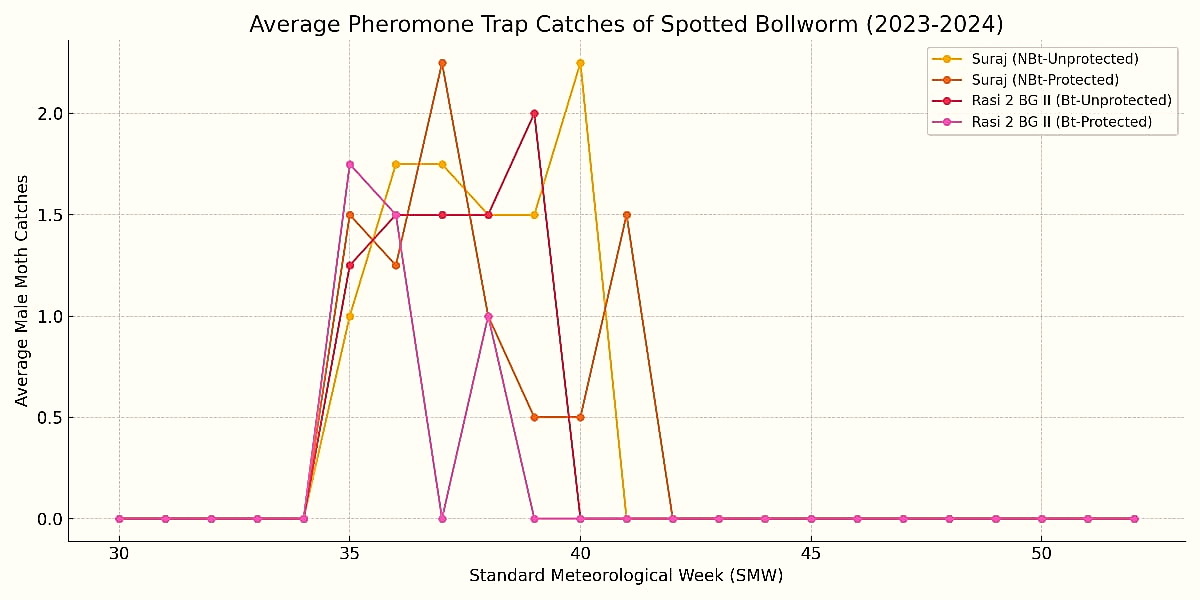 Average Pheromone Trap Catches of Spotted Bollworm (2023-2024)
Suraj (NBt-Unprotected)
Suraj (NBt-Protected)
Rasi 2 BG II (Bt-Unprotected)
Rasi 2 BG II (Bt-Protected)
Average Male Moth Catches
2.0
1.5
1.0
0.5
0.0
30 35 40 45 50
Standard Meteorological Week (SMW)